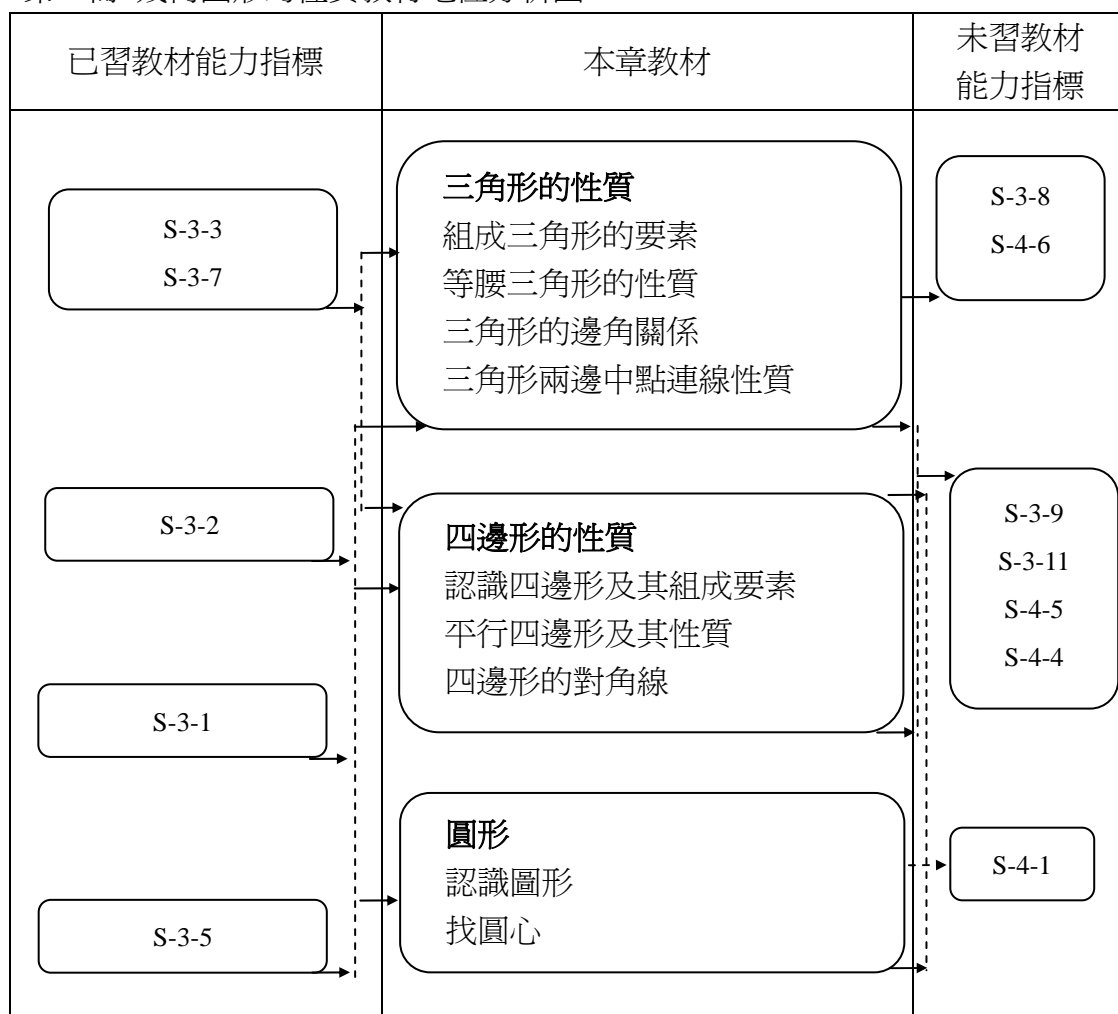 已習教材能力指標
本章教材
未習教材
能力指標
S-3-3
S-3-7
S-3-2
S-3-1
S-3-5
三角形的性質
組成三角形的要素
等腰三角形的性質
三角形的邊角關係
三角形兩邊中點連線性質
四邊形的性質
認識四邊形及其組成要素
平行四邊形及其性質
四邊形的對角線
圓形
認識圖形
找圓心
S-3-8
S-4-6
S-3-9
S-3-11
S-4-5
S-4-4
S-4-1